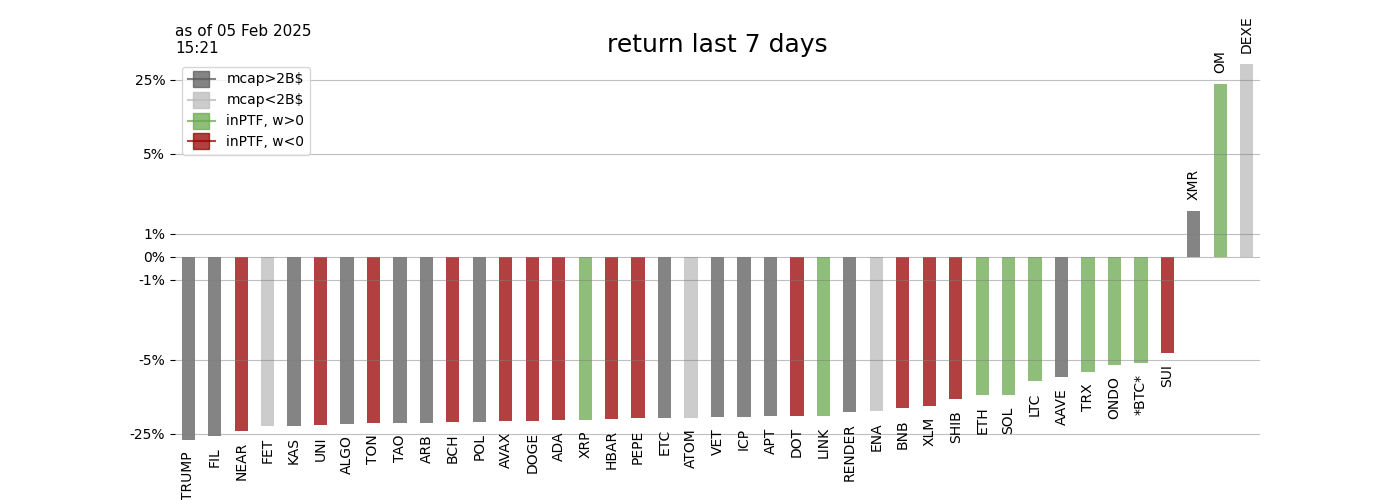 as of 05 Feb 2025
15:21
return last 7 days
mcap>2B$
mcap<2B$
inPTF, w>0
inPTF, w<0
25%
5%
1%
0%
-1%
-5%
-25%
TRUMP
FIL
NEAR
FET
KAS
UNI
ALGO
TON
TAO
ARB
BCH
POL
AVAX
DOGE
ADA
XRP
HBAR
PEPE
ETC
ATOM
VET
ICP
APT
DOT
LINK
RENDER
ENA
BNB
XLM
SHIB
ETH
SOL
LTC
AAVE
TRX
ONDO
*BTC*
SUI
XMR
OM
DEXE